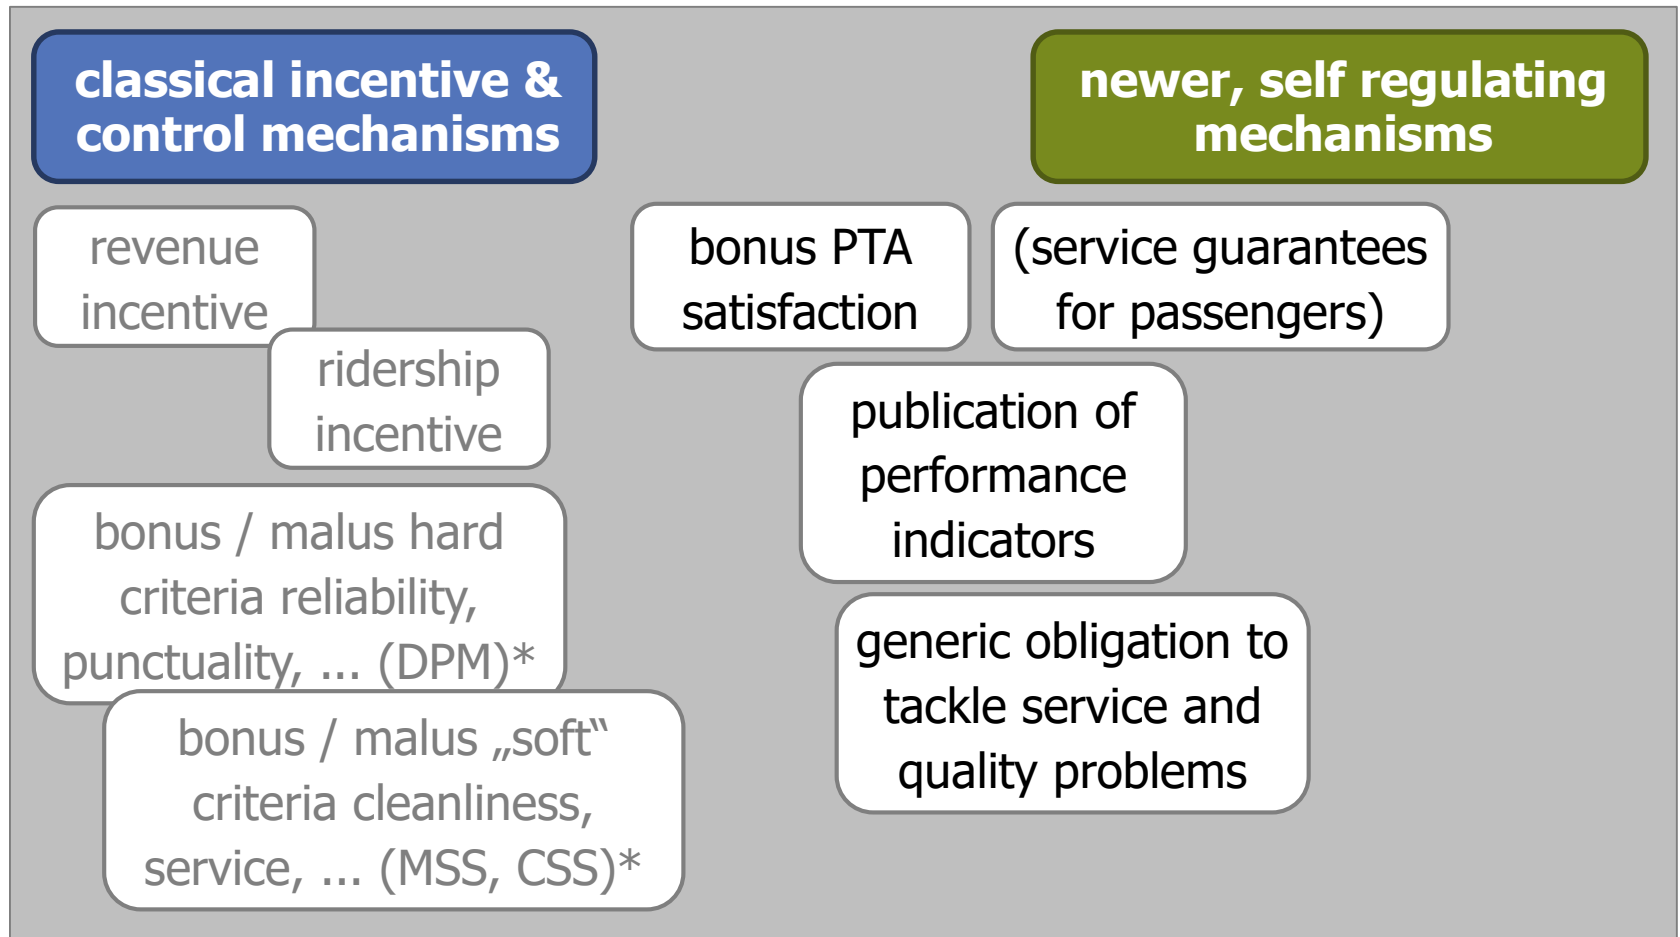 classical incentive &
control mechanisms
newer, self regulating
mechanisms
revenue
incentive
ridership
incentive
bonus / malus hard
criteria reliability,
punctuality, ... (DPM)*
bonus / malus „soft“
criteria cleanliness,
service, ... (MSS, CSS)*
bonus PTA
satisfaction
(service guarantees
for passengers)
publication of
performance
indicators
generic obligation to
tackle service and
quality problems